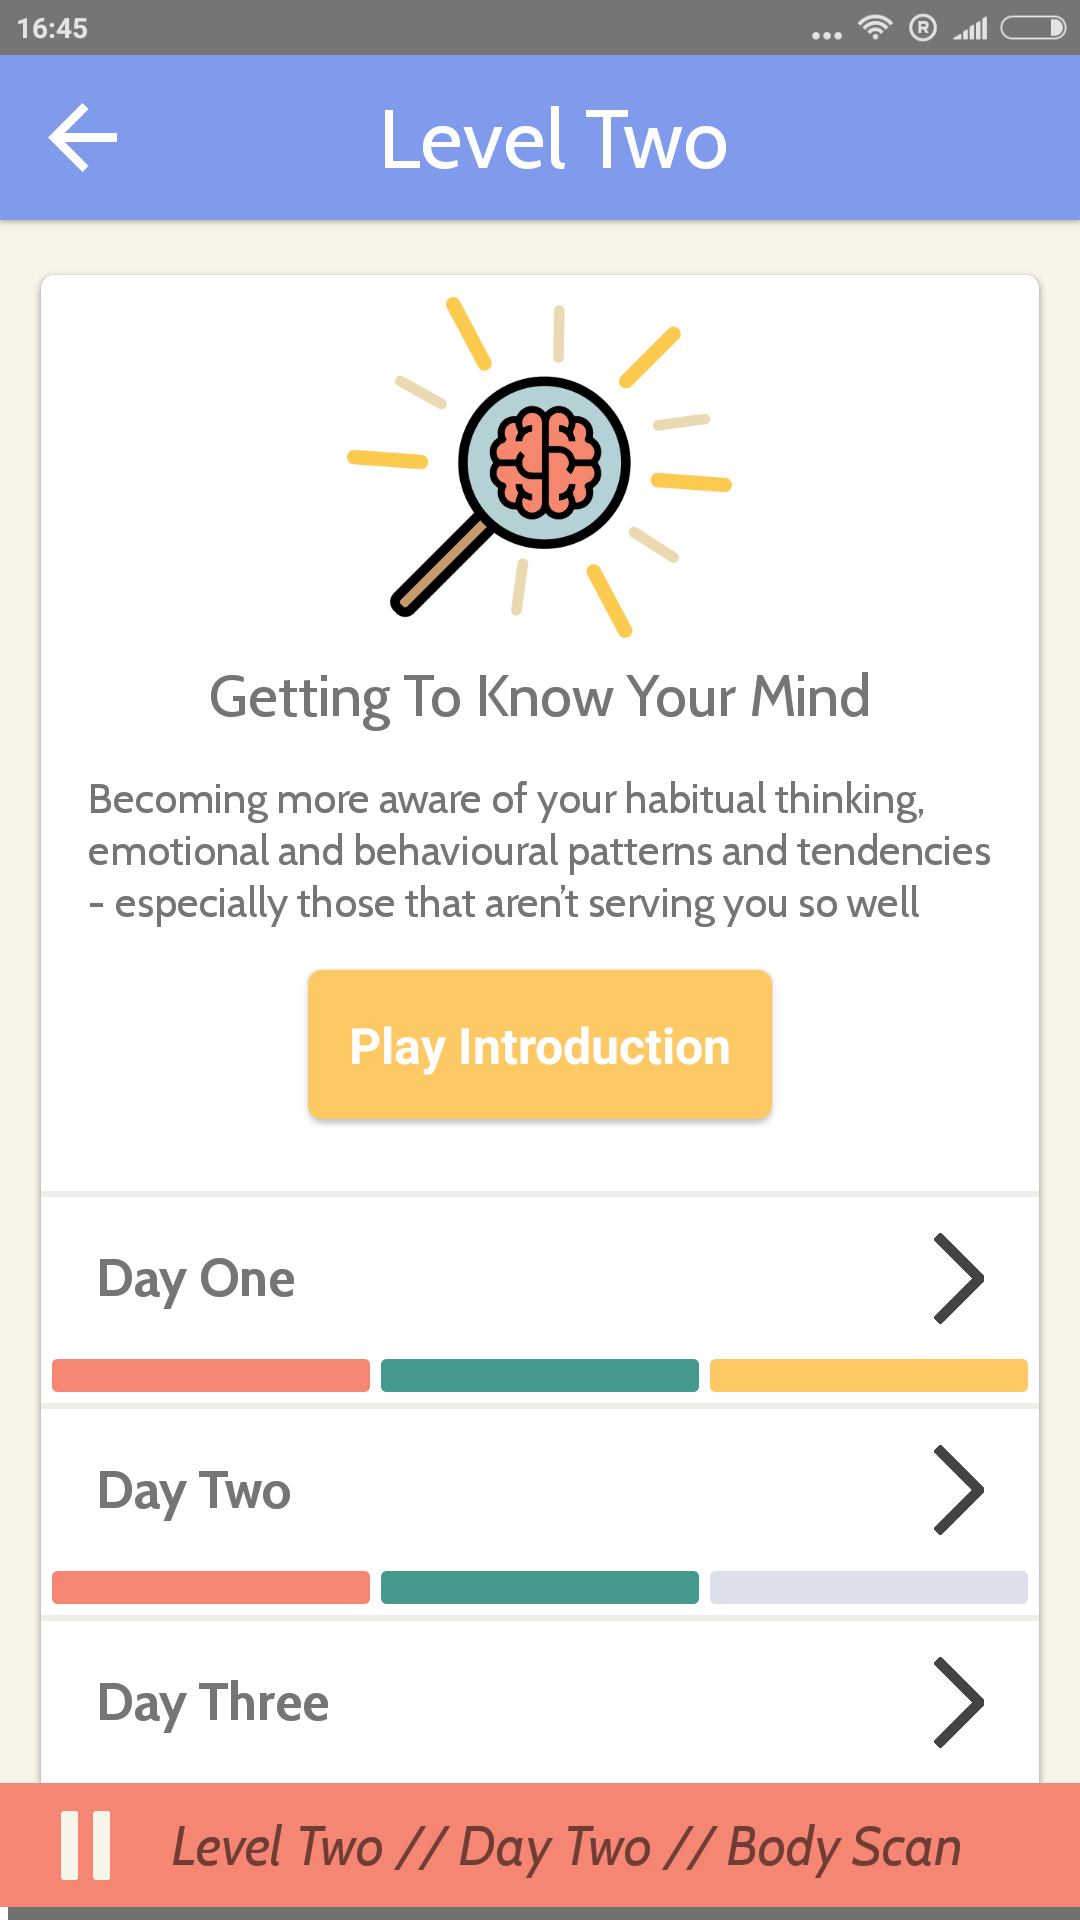 16:45
Level Two
Getting To Know Your Mind
Becoming more aware of your habitual thinking,
emotional and behavioural patterns and tendencies
- especially those that aren't serving you so well
Play Introduction
Day One
Day Two
Day Three
Level Two // Day Two // Body Scan